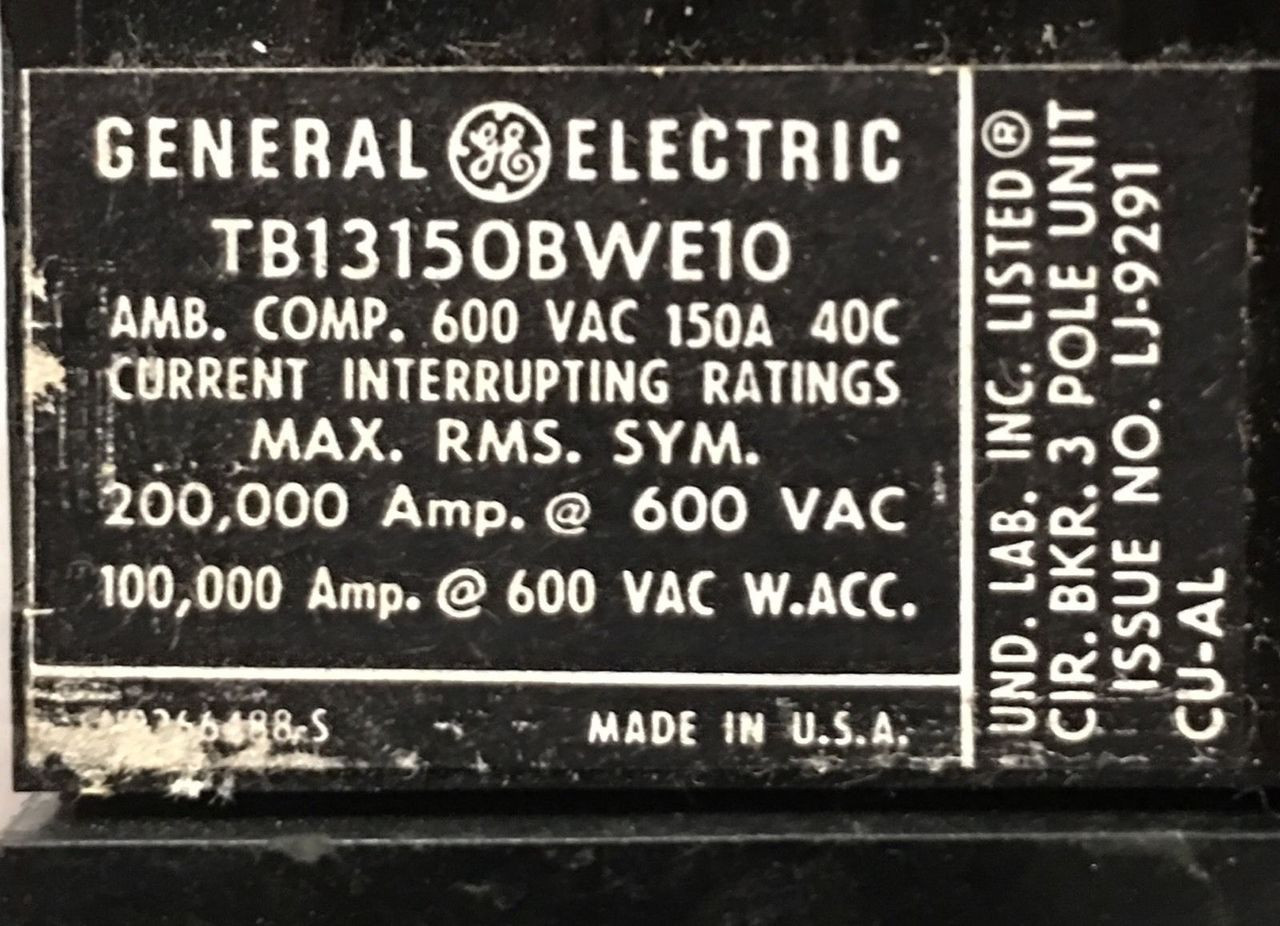 GENERAL GE ELECTRIC
TB13150BWE10
AMB. COMP. 600 VAC 150A 40C
CURRENT INTERRUPTING RATINGS
MAX. RMS. SYM.
200,000 Amp. @ 600 VAC
100,000 Amp. @ 600 VAC W.ACC.
MADE IN U.S.A.
UND. LAB. INC. LISTED®
CIR. BKR. 3 POLE UNIT
ISSUE NO. LJ-9291
CU-AL